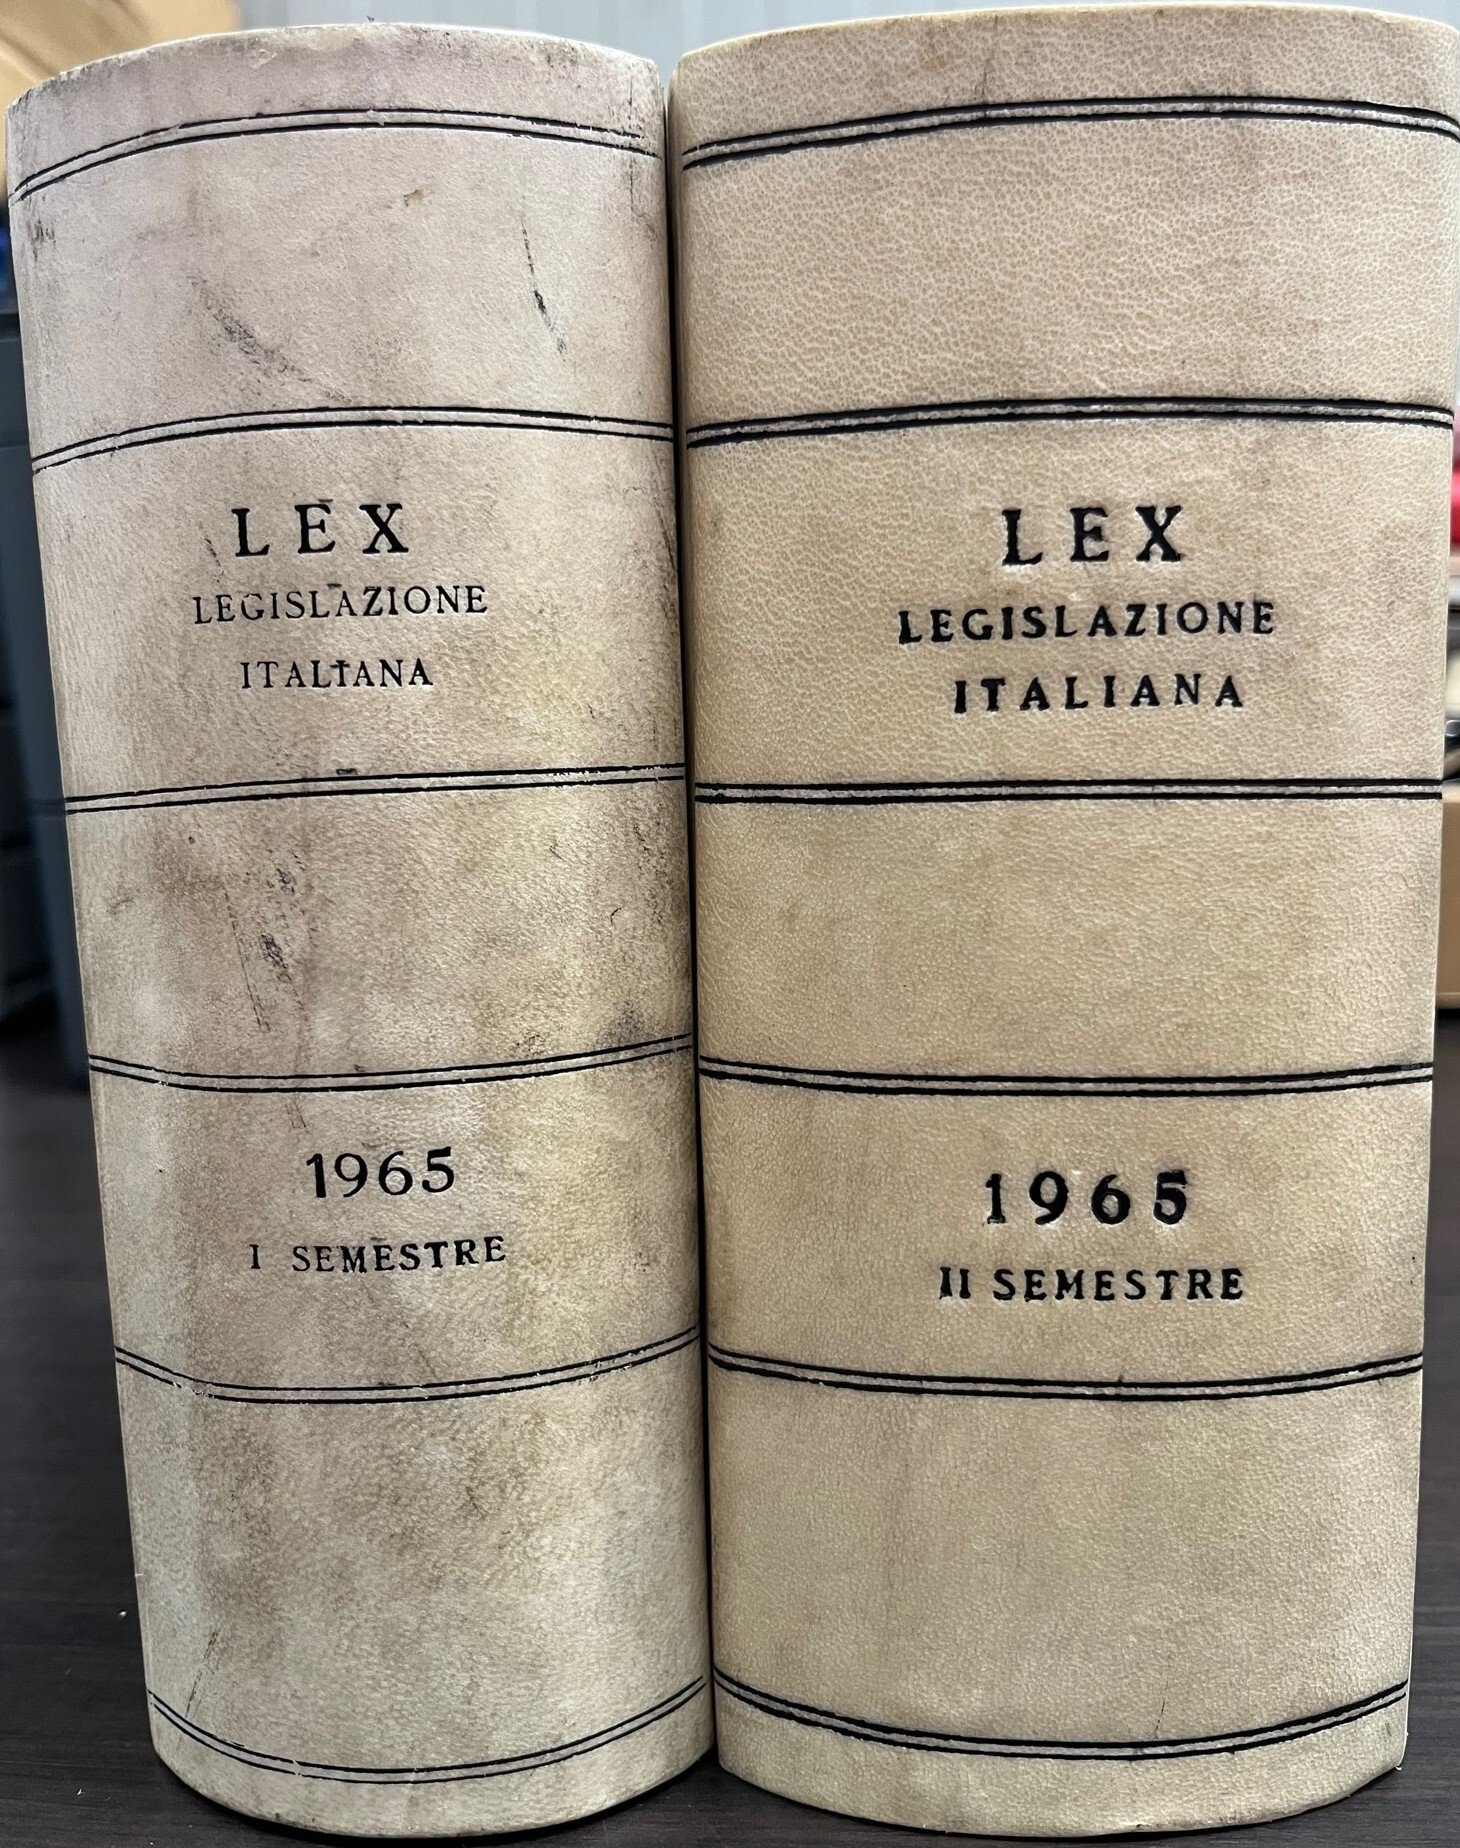 LEX
LEGISLAZIONE
ITALIANA
1965
I SEMESTRE
LEX
LEGISLAZIONE
ITALIANA
1965
II SEMESTRE